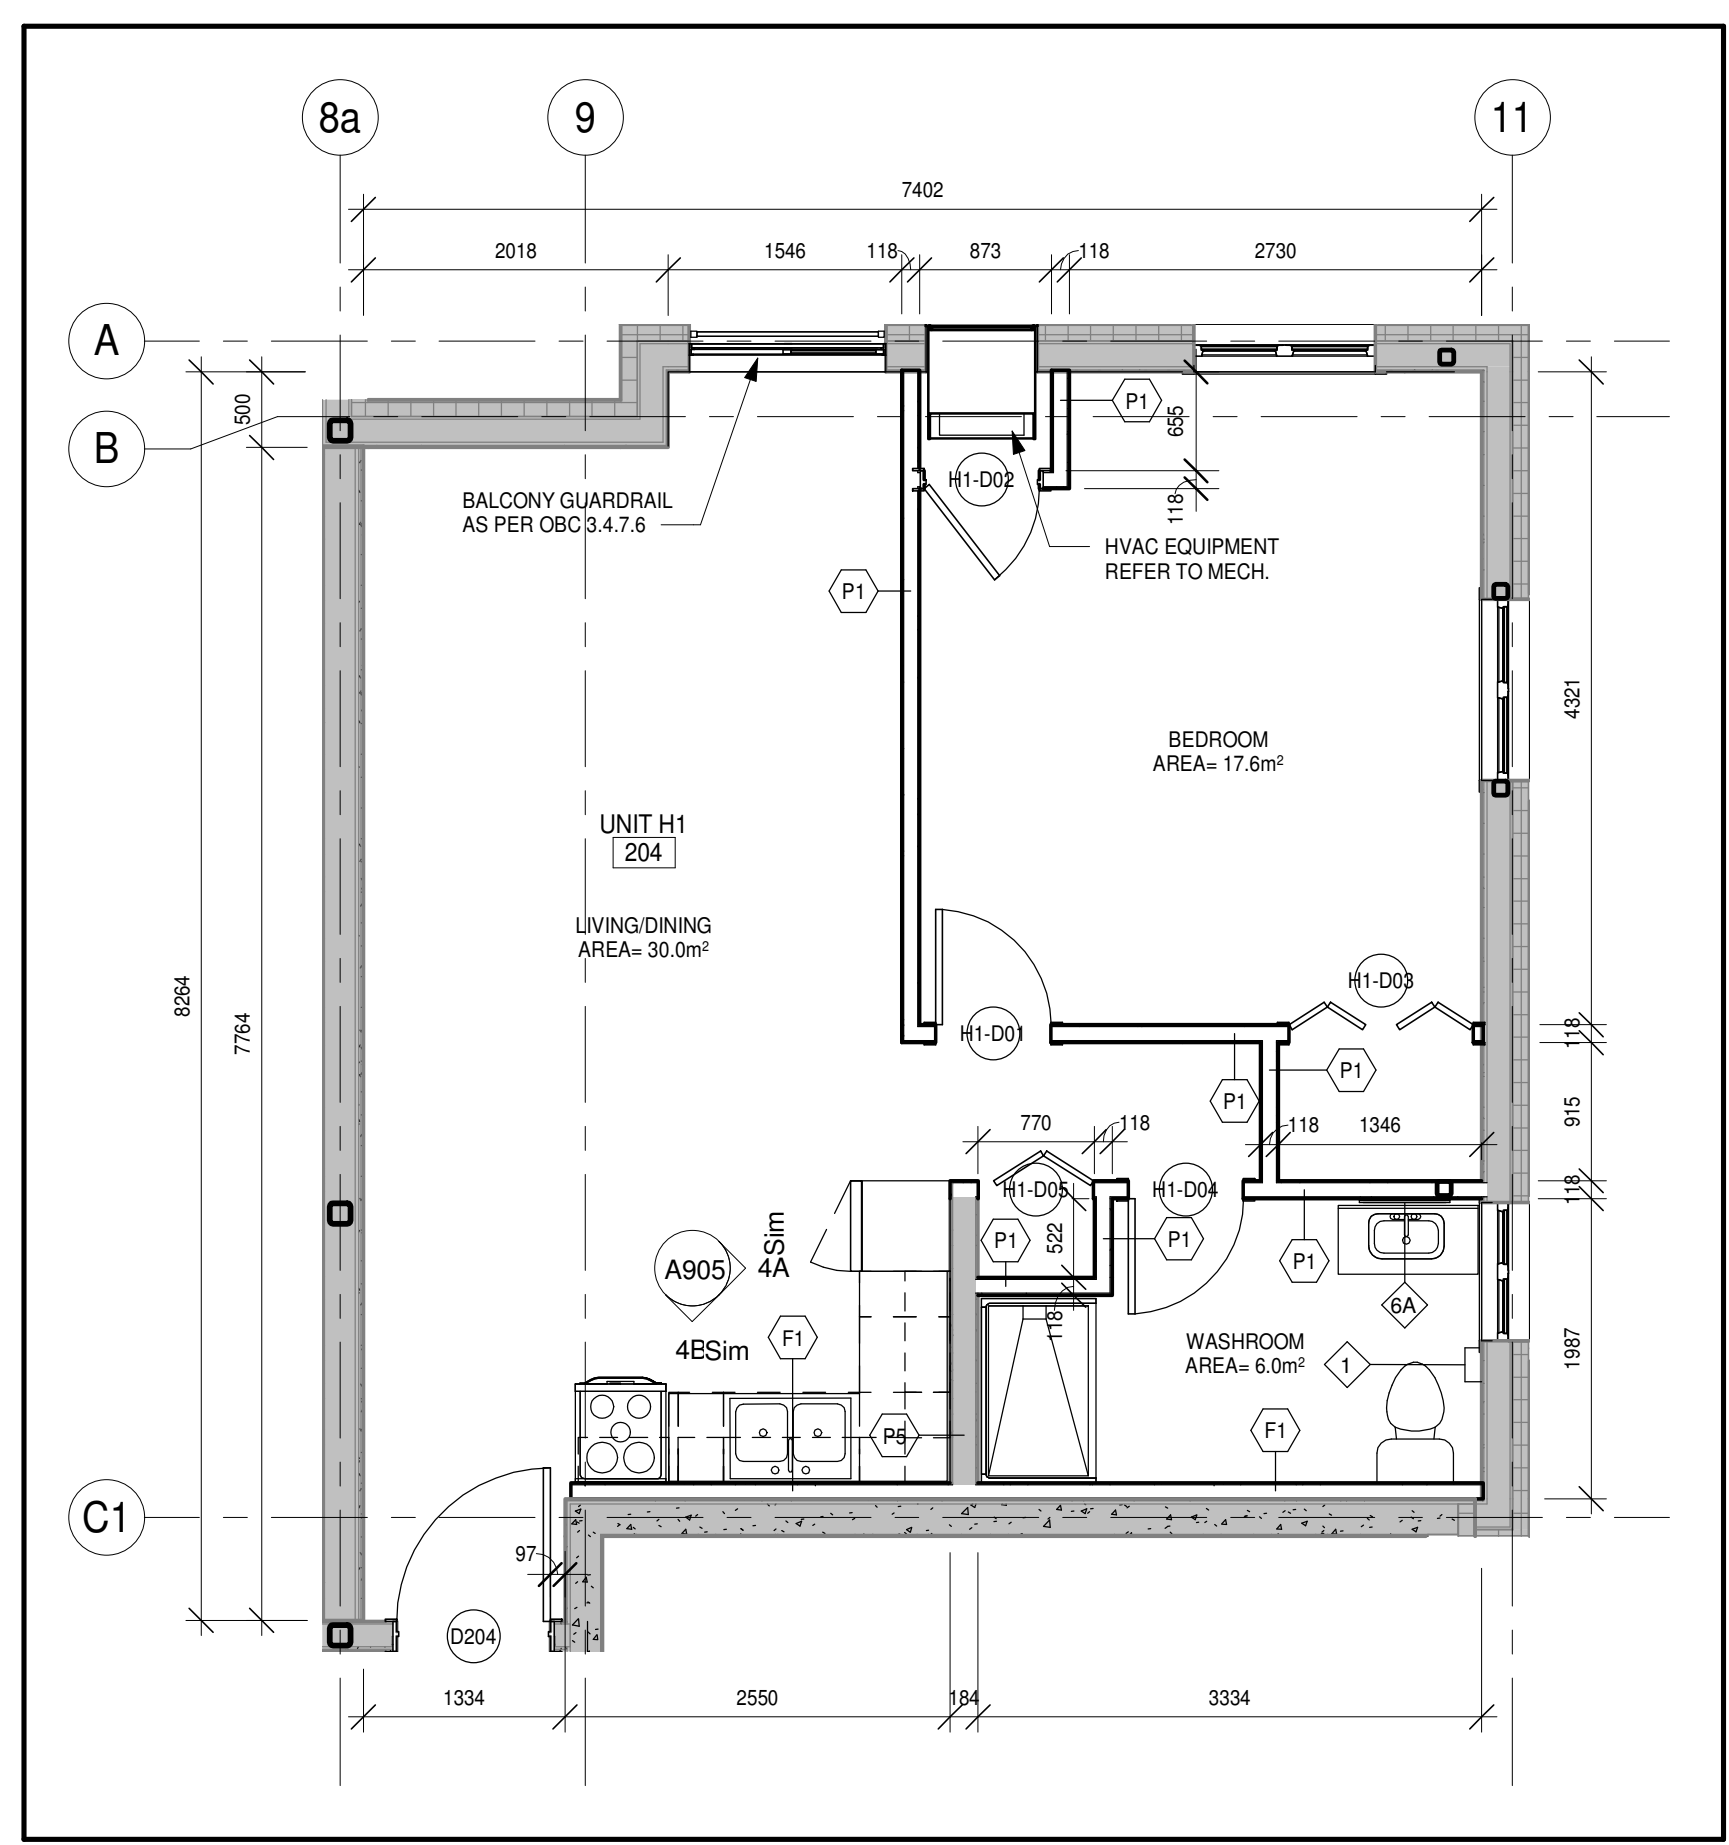 8a
9
11
7402
2018
1546
118
873
118
2730
A
B
500
P1
655
118
H1-D02
BALCONY GUARDRAIL
AS PER OBC 3.4.7.6
HVAC EQUIPMENT
REFER TO MECH.
P1
4321
BEDROOM
AREA= 17.6m²
UNIT H1
204
LIVING/DINING
AREA= 30.0m²
8264
7764
H1-D03
H1-D01
118
P1
P1
915
770
118
118
1346
H1-D05
H1-D04
118
P1
522
P1
P1
A905
4A
Sim
4B
Sim
F1
118
6A
WASHROOM
AREA= 6.0m²
1
1987
P5
F1
C1
97
D204
1334
2550
184
3334